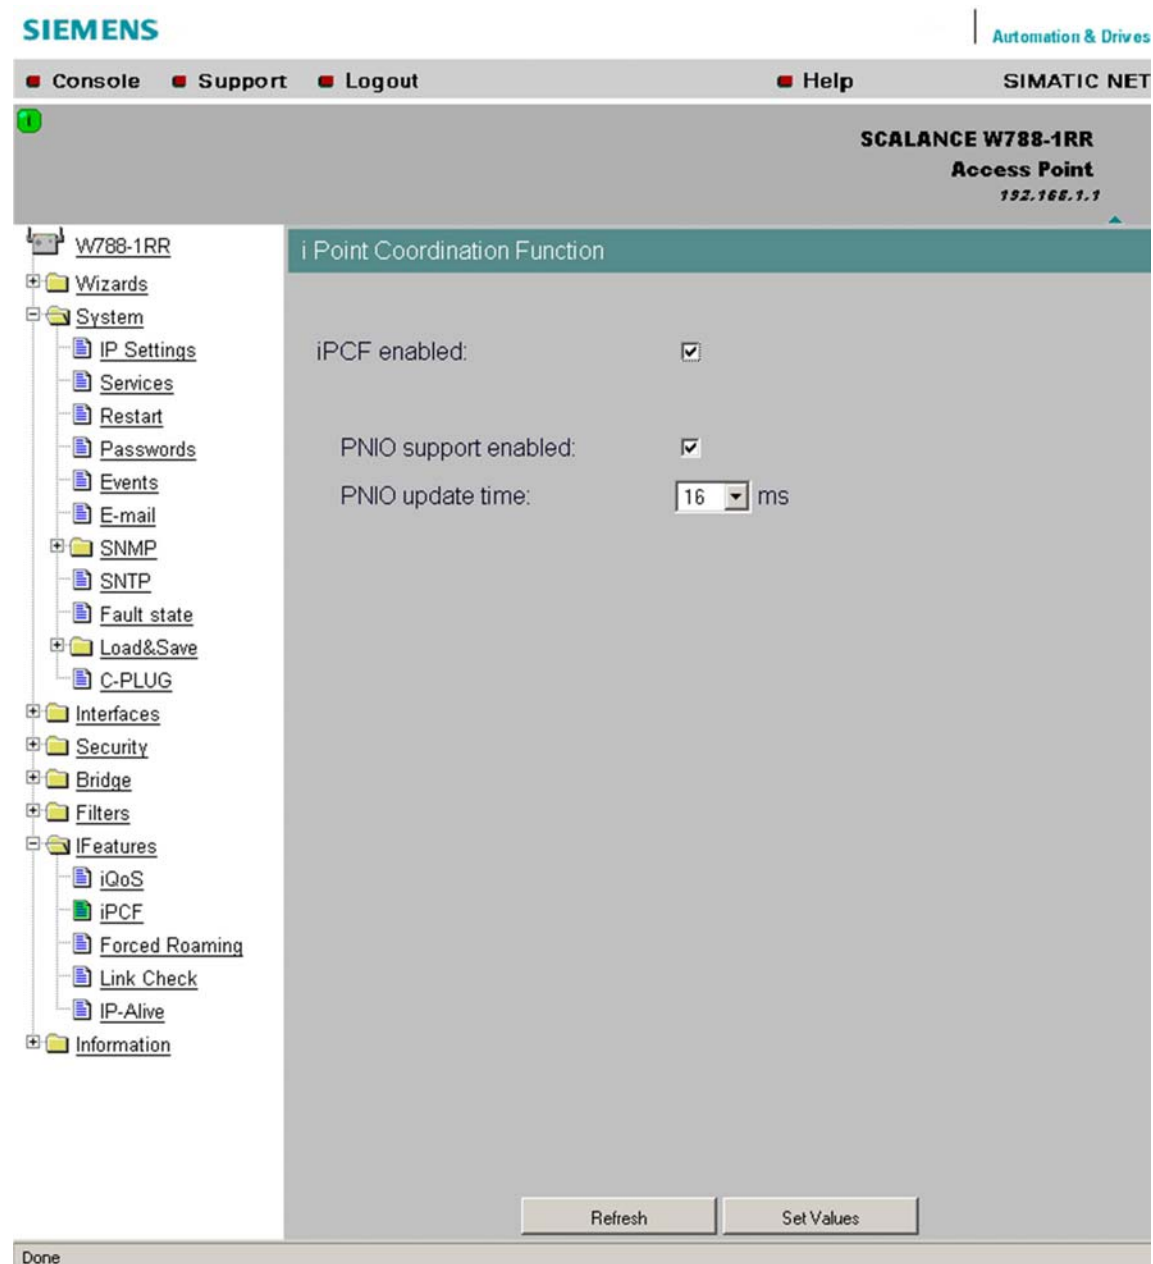 SIEMENS
Automation & Drives
Console Support Logout Help SIMATIC NET
SCALANCE W788-1RR
Access Point
192.168.1.1
W788-1RR
Wizards
System
IP Settings
Services
Restart
Passwords
Events
E-mail
SNMP
SNTP
Fault state
Load&Save
C-PLUG
Interfaces
Security
Bridge
Filters
IFeatures
iQoS
iPCF
Forced Roaming
Link Check
IP-Alive
Information
i Point Coordination Function
iPCF enabled:
PNIO support enabled:
PNIO update time: 16 ms
Refresh Set Values
Done